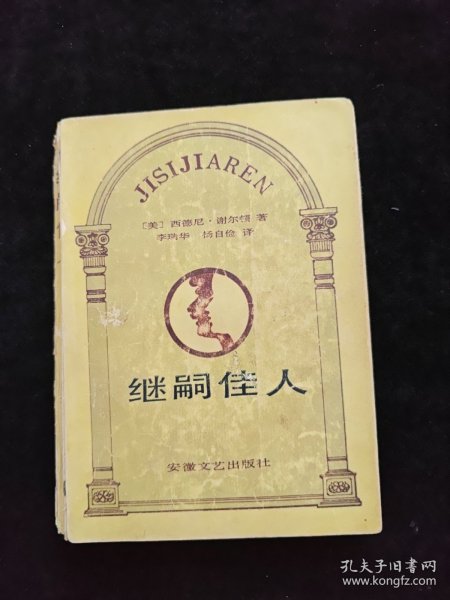 JISIJIAREN
〔美〕西德尼·谢尔顿 著
李瑞华 杨自俭 译
继嗣佳人
安徽文艺出版社
孔夫子旧书网
www.kongfz.com